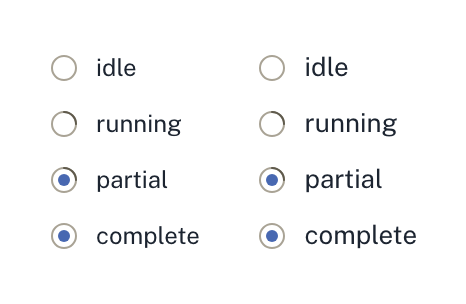 idle idle
running running
partial partial
complete complete